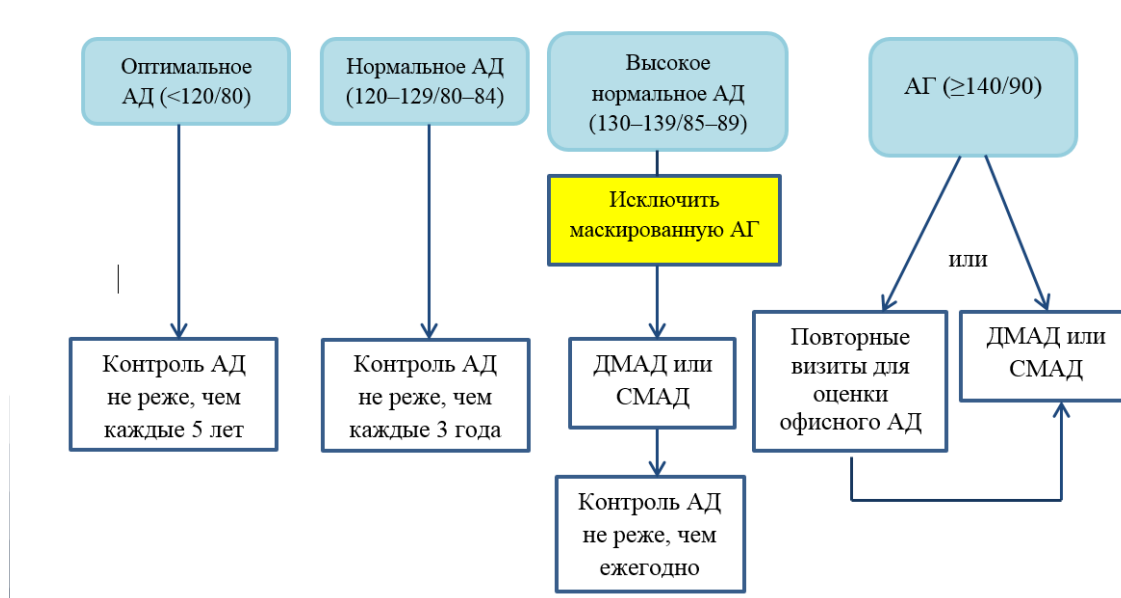 Оптимальное
АД (<120/80)
Нормальное АД
(120–129/80–84)
Высокое
нормальное АД
(130–139/85–89)
АГ (≥140/90)
Исключить
маскированную АГ
или
Контроль АД
не реже, чем
каждые 5 лет
Контроль АД
не реже, чем
каждые 3 года
ДМАД или
СМАД
Контроль АД
не реже, чем
ежегодно
Повторные
визиты для
оценки
офисного АД
ДМАД или
СМАД